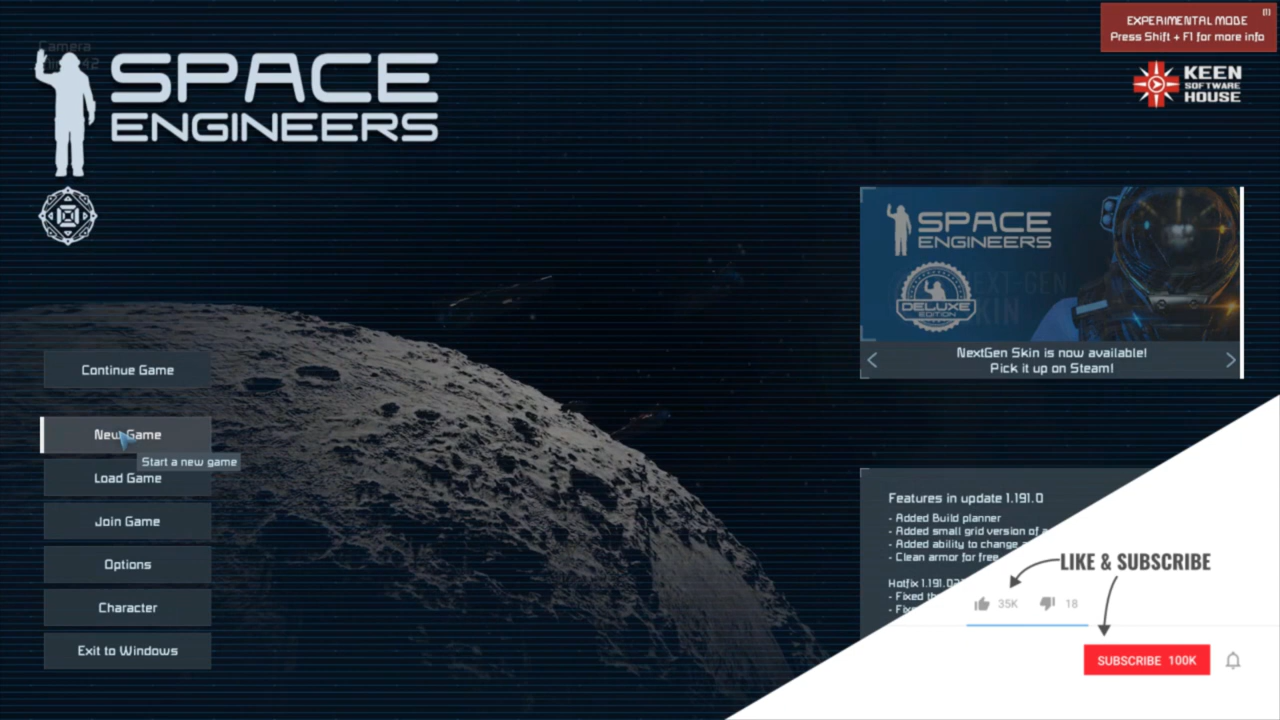 EXPERIMENTAL MODE
(1)
Press Shift + F1 for more info
Camera
SPACE
ENGINEERS
KEEN
SOFTWARE
HOUSE
SPACE
ENGINEERS
NEXT-GEN
SKIN
DELUXE
EDITION
NextGen Skin is now available!
Pick it up on Steam!
Continue Game
New Game
Start a new game
Load Game
Join Game
Options
Character
Exit to Windows
Features in update 1.191.0
- Added Build planner
- Added small grid version of
- Added ability to change
- Clean armor for free
Hotfix 1.191.02
- Fixed
LIKE & SUBSCRIBE
35K
18
SUBSCRIBE 100K